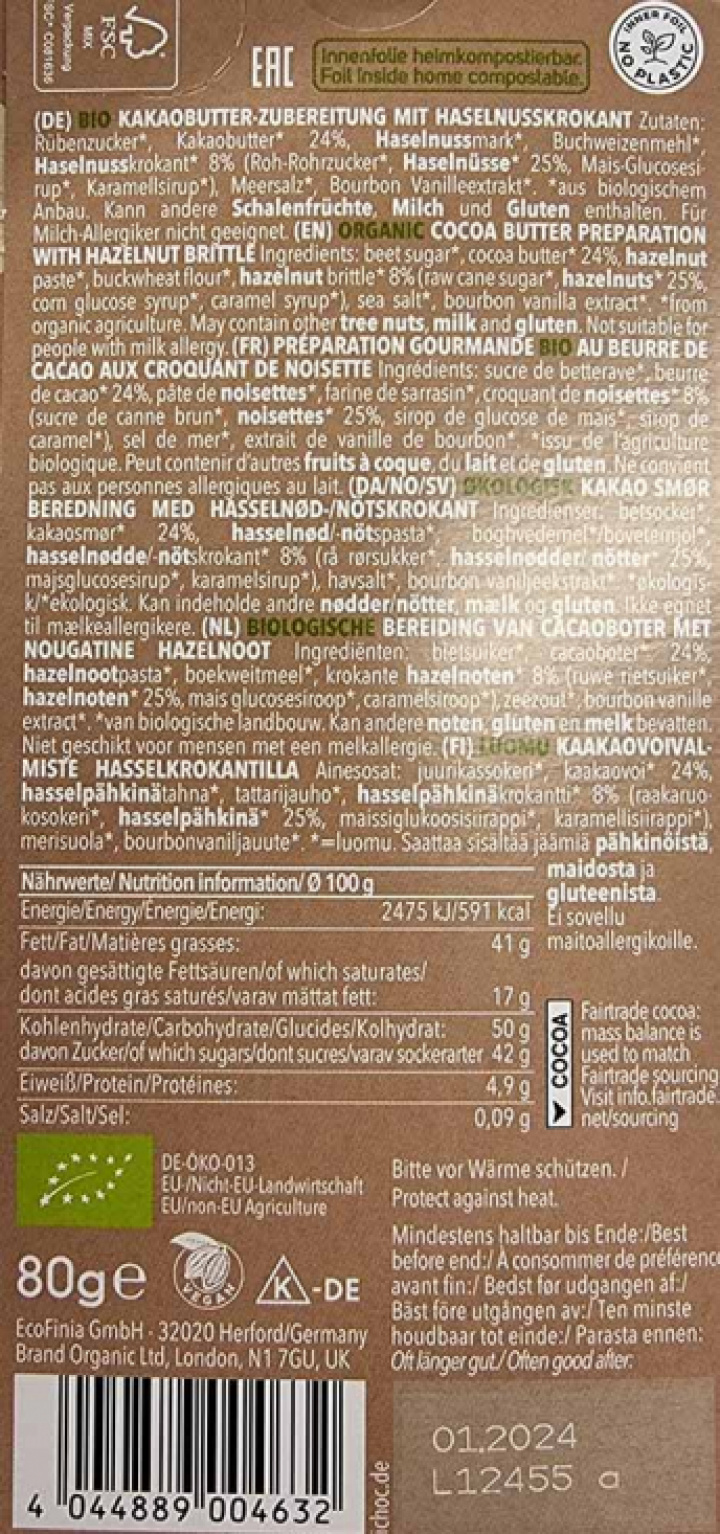 FSC
MIX
Verpackung
FSC® C081636
EAC
Innenfolie heimkompostierbar.
Foil inside home compostable.
INNER FOIL
NO PLASTIC
(DE) BIO KAKAOBUTTER-ZUBEREITUNG MIT HASELNUSSKROKANT Zutaten:
Rübenzucker*, Kakaobutter* 24%, Haselnussmark*, Buchweizenmehl*,
Haselnusskrokant* 8% (Roh-Rohrzucker*, Haselnüsse* 25%, Mais-Glucosesi-
rup*, Karamellsirup*), Meersalz*, Bourbon Vanilleextrakt*. *aus biologischem
Anbau. Kann andere Schalenfrüchte, Milch und Gluten enthalten. Für
Milch-Allergiker nicht geeignet. (EN) ORGANIC COCOA BUTTER PREPARATION
WITH HAZELNUT BRITTLE Ingredients: beet sugar*, cocoa butter* 24%, hazelnut
paste*, buckwheat flour*, hazelnut brittle* 8% (raw cane sugar*, hazelnuts* 25%,
corn glucose syrup*, caramel syrup*), sea salt*, bourbon vanilla extract*. *from
organic agriculture. May contain other tree nuts, milk and gluten. Not suitable for
people with milk allergy. (FR) PRÉPARATION GOURMANDE BIO AU BEURRE DE
CACAO AUX CROQUANT DE NOISETTE Ingrédients: sucre de betterave*, beurre
de cacao* 24%, pâte de noisettes*, farine de sarrasin*, croquant de noisettes* 8%
(sucre de canne brun*, noisettes* 25%, sirop de glucose de maïs*, sirop de
caramel*), sel de mer*, extrait de vanille de bourbon*. *issu de l'agriculture
biologique. Peut contenir d'autres fruits à coque, du lait et de gluten. Ne convient
pas aux personnes allergiques au lait. (DA/NO/SV) ØKOLOGISK KAKAO SMØR
BEREDNING MED HASSELNØD-/NÖTSKROKANT Ingredienser: betsocker*,
kakaosmør* 24%, hasselnød/-nötspasta*, boghvedemel*/bovetemjöl*,
hasselnødde/-nötskrokant* 8% (rå rørsukker*, hasselnødder/ nötter* 25%,
majsglucosesirup*, karamelsirup*), havsalt*, bourbon vaniljeekstrakt*. *økologis-
k/*ekologisk. Kan indeholde andre nødder/nötter, mælk og gluten. Ikke egnet
til mælkeallergikere. (NL) BIOLOGISCHE BEREIDING VAN CACAOBOTER MET
NOUGATINE HAZELNOOT Ingrediënten: bietsuiker*, cacaoboter* 24%,
hazelnootpasta*, boekweitmeel*, krokante hazelnoten* 8% (ruwe rietsuiker*,
hazelnoten* 25%, mais glucosesiroop*, caramelsiroop*), zeezout*, bourbon vanille
extract*. *van biologische landbouw. Kan andere noten, gluten en melk bevatten.
Niet geschikt voor mensen met een melkallergie. (FI) LUOMU KAAKAOVOIVAL-
MISTE HASSELKROKANTILLA Ainesosat: juurikassokeri*, kaakaovoi* 24%,
hasselpähkinätahna*, tattarijauho*, hasselpähkinäkrokantti* 8% (raakaruo-
kosokeri*, hasselpähkinä* 25%, maissiglukoosisiirappi*, karamellisiirappi*),
merisuola*, bourbonvaniljauute*. *=luomu. Saattaa sisältää jäämiä pähkinöistä,
maidosta ja
gluteenista.
Ei sovellu
maitoallergikoille.
Nährwerte/ Nutrition information/ Ø 100 g
Energie/Energy/Énergie/Energi: 2475 kJ/591 kcal
Fett/Fat/Matières grasses: 41 g
davon gesättigte Fettsäuren/of which saturates/
dont acides gras saturés/varav mättat fett: 17 g
Kohlenhydrate/Carbohydrate/Glucides/Kolhydrat: 50 g
davon Zucker/of which sugars/dont sucres/varav sockerarter 42 g
Eiweiß/Protein/Protéines: 4,9 g
Salz/Salt/Sel: 0,09 g
COCOA
Fairtrade cocoa:
mass balance is
used to match
Fairtrade sourcing.
Visit info.fairtrade.
net/sourcing
DE-ÖKO-013
EU-/Nicht-EU-Landwirtschaft
EU/non-EU Agriculture
Bitte vor Wärme schützen. /
Protect against heat.
80g e
VEGAN
K-DE
EcoFinia GmbH · 32020 Herford/Germany
Brand Organic Ltd, London, N1 7GU, UK
Mindestens haltbar bis Ende:/Best
before end:/ À consommer de préférence
avant fin:/ Bedst før udgangen af:/
Bäst före utgången av:/ Ten minste
houdbaar tot einde:/ Parasta ennen:
Oft länger gut./ Often good after:
01.2024
L12455 a
ichoc.de
4 044889 004632